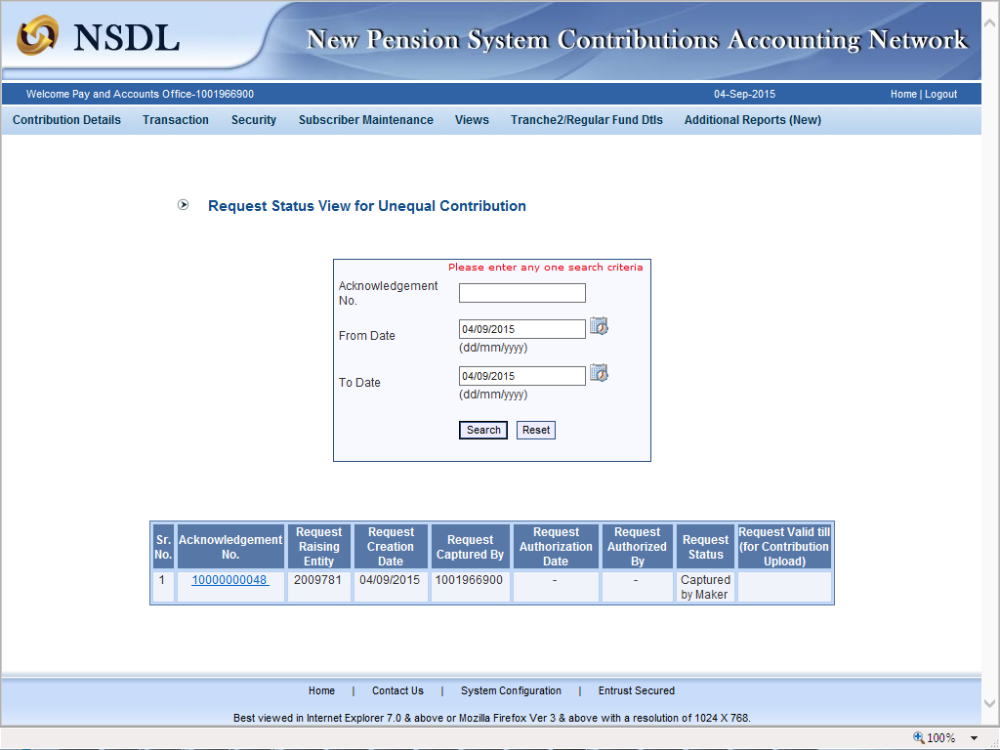 NSDL
New Pension System Contributions Accounting Network
Welcome Pay and Accounts Office-1001966900 04-Sep-2015 Home | Logout
Contribution Details Transaction Security Subscriber Maintenance Views Tranche2/Regular Fund Dtls Additional Reports (New)
Request Status View for Unequal Contribution
Please enter any one search criteria
Acknowledgement
No.
From Date 04/09/2015
(dd/mm/yyyy)
To Date 04/09/2015
(dd/mm/yyyy)
Search Reset
Sr. No. Acknowledgement No. Request Raising Entity Request Creation Date Request Captured By Request Authorization Date Request Authorized By Request Status Request Valid till (for Contribution Upload)
1 10000000048 2009781 04/09/2015 1001966900 - - Captured by Maker
Home | Contact Us | System Configuration | Entrust Secured
Best viewed in Internet Explorer 7.0 & above or Mozilla Firefox Ver 3 & above with a resolution of 1024 X 768.
100%